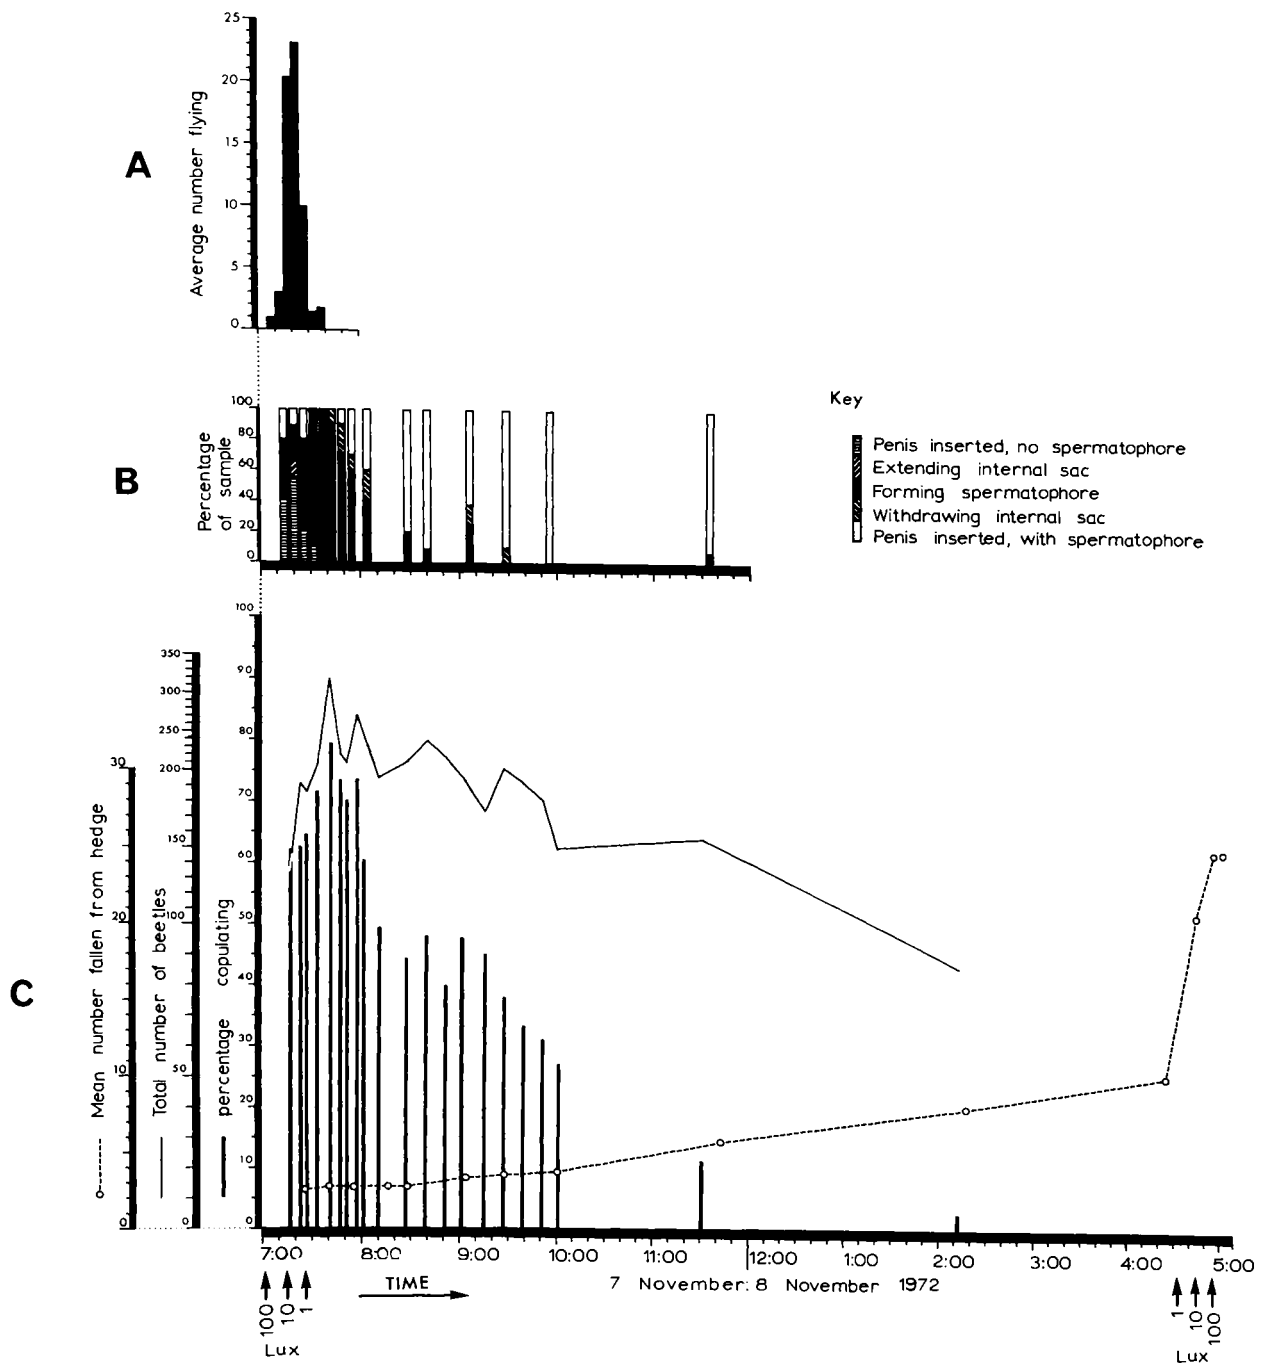 A
Average number flying
25
20
15
10
5
0
B
Percentage
of sample
100
80
60
40
20
0
Key
Penis inserted, no spermatophore
Extending internal sac
Forming spermatophore
Withdrawing internal sac
Penis inserted, with spermatophore
C
Mean number fallen from hedge
30
20
10
0
Total number of beetles
350
300
250
200
150
100
50
0
percentage copulating
100
90
80
70
60
50
40
30
20
10
0
7:00 8:00 9:00 10:00 11:00 12:00 1:00 2:00 3:00 4:00 5:00
TIME
7 November: 8 November 1972
100 10 1
Lux
1 10 100
Lux